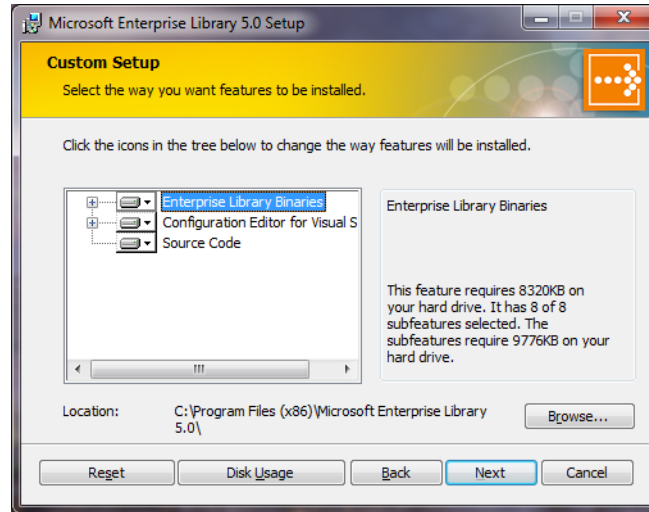 Microsoft Enterprise Library 5.0 Setup
Custom Setup
Select the way you want features to be installed.
Click the icons in the tree below to change the way features will be installed.
Enterprise Library Binaries
Configuration Editor for Visual S
Source Code
Enterprise Library Binaries
This feature requires 8320KB on
your hard drive. It has 8 of 8
subfeatures selected. The
subfeatures require 9776KB on your
hard drive.
Location: C:\Program Files (x86)\Microsoft Enterprise Library
5.0\
Browse...
Reset Disk Usage Back Next Cancel